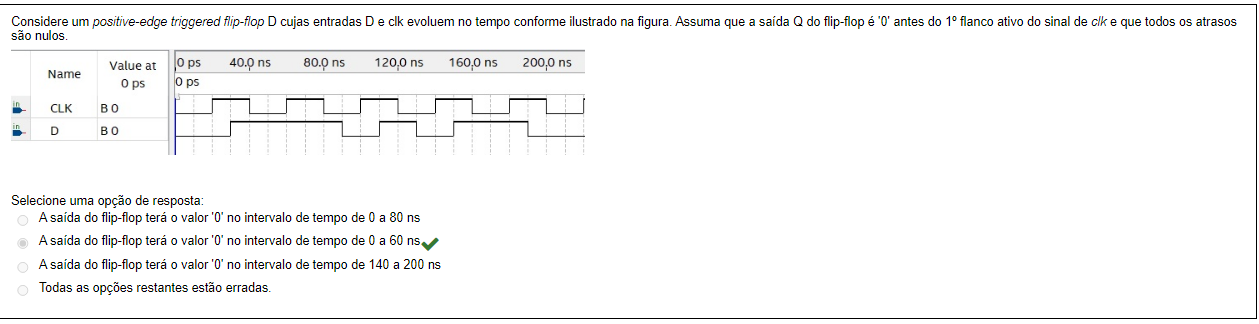 Considere um positive-edge triggered flip-flop D cujas entradas D e clk evoluem no tempo conforme ilustrado na figura. Assuma que a saída Q do flip-flop é '0' antes do 1º flanco ativo do sinal de clk e que todos os atrasos
são nulos.
Name Value at 0 ps
0 ps 40.0 ns 80.0 ns 120,0 ns 160,0 ns 200,0 ns
0 ps
in CLK B 0
in D B 0
Selecione uma opção de resposta:
A saída do flip-flop terá o valor '0' no intervalo de tempo de 0 a 80 ns
A saída do flip-flop terá o valor '0' no intervalo de tempo de 0 a 60 ns
A saída do flip-flop terá o valor '0' no intervalo de tempo de 140 a 200 ns
Todas as opções restantes estão erradas.